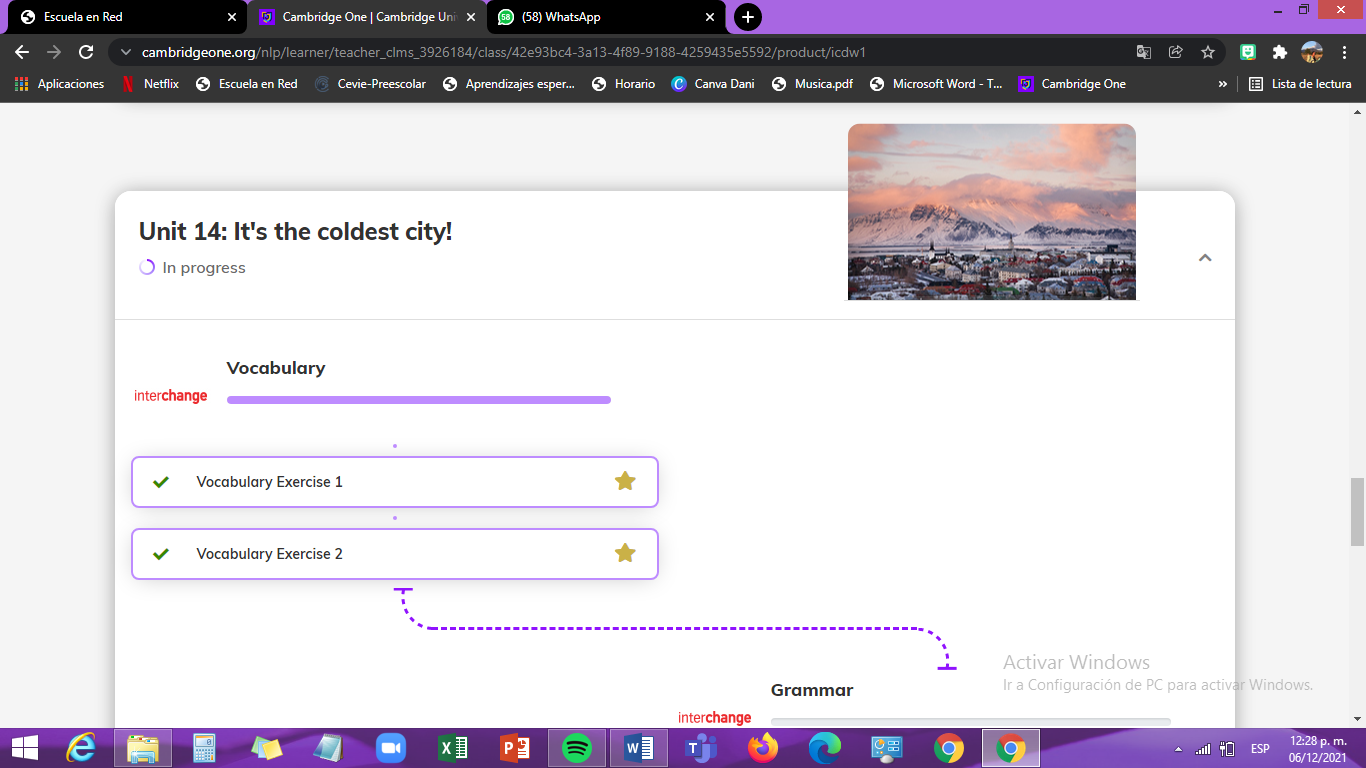 Escuela en Red
Cambridge One | Cambridge Uni
58
(58) WhatsApp
cambridgeone.org/nlp/learner/teacher_clms_3926184/class/42e93bc4-3a13-4f89-9188-4259435e5592/product/icdw1
Aplicaciones
Netflix
Escuela en Red
Cevie-Preescolar
Aprendizajes esper...
Horario
Canva Dani
Musica.pdf
Microsoft Word - T...
Cambridge One
»
Lista de lectura
Unit 14: It's the coldest city!
In progress
Vocabulary
interchange
Vocabulary Exercise 1
Vocabulary Exercise 2
Activar Windows
Ir a Configuración de PC para activar Windows.
Grammar
interchange
ESP
12:28 p. m.
06/12/2021